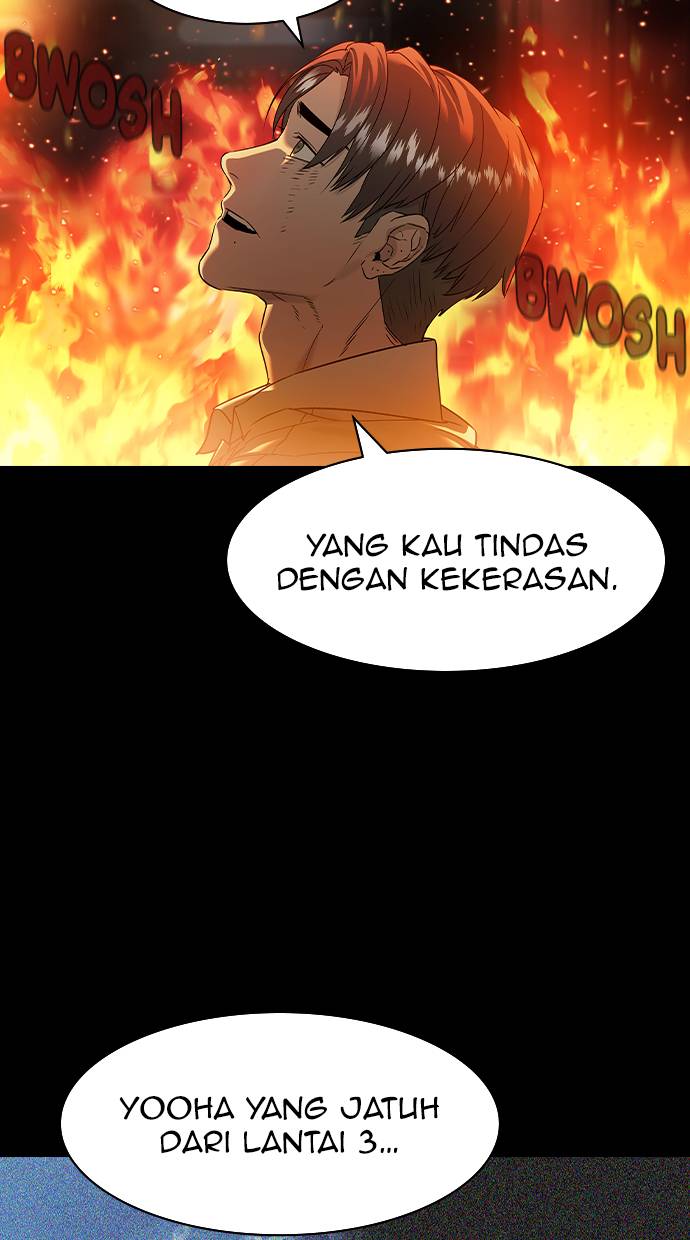 BWOSH
BWOSH
YANG KAU TINDAS
DENGAN KEKERASAN.
YOOHA YANG JATUH
DARI LANTAI 3...